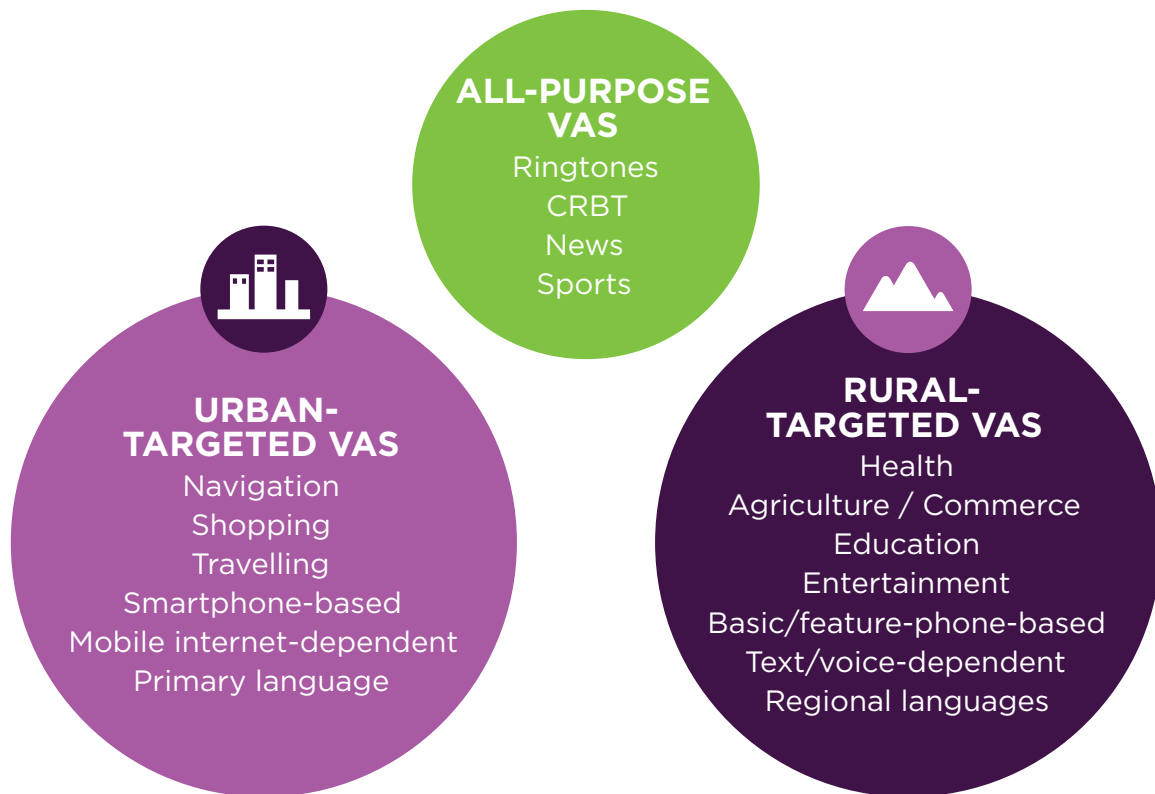 ALL-PURPOSE
VAS
Ringtones
CRBT
News
Sports
URBAN-
TARGETED VAS
Navigation
Shopping
Travelling
Smartphone-based
Mobile internet-dependent
Primary language
RURAL-
TARGETED VAS
Health
Agriculture / Commerce
Education
Entertainment
Basic/feature-phone-based
Text/voice-dependent
Regional languages